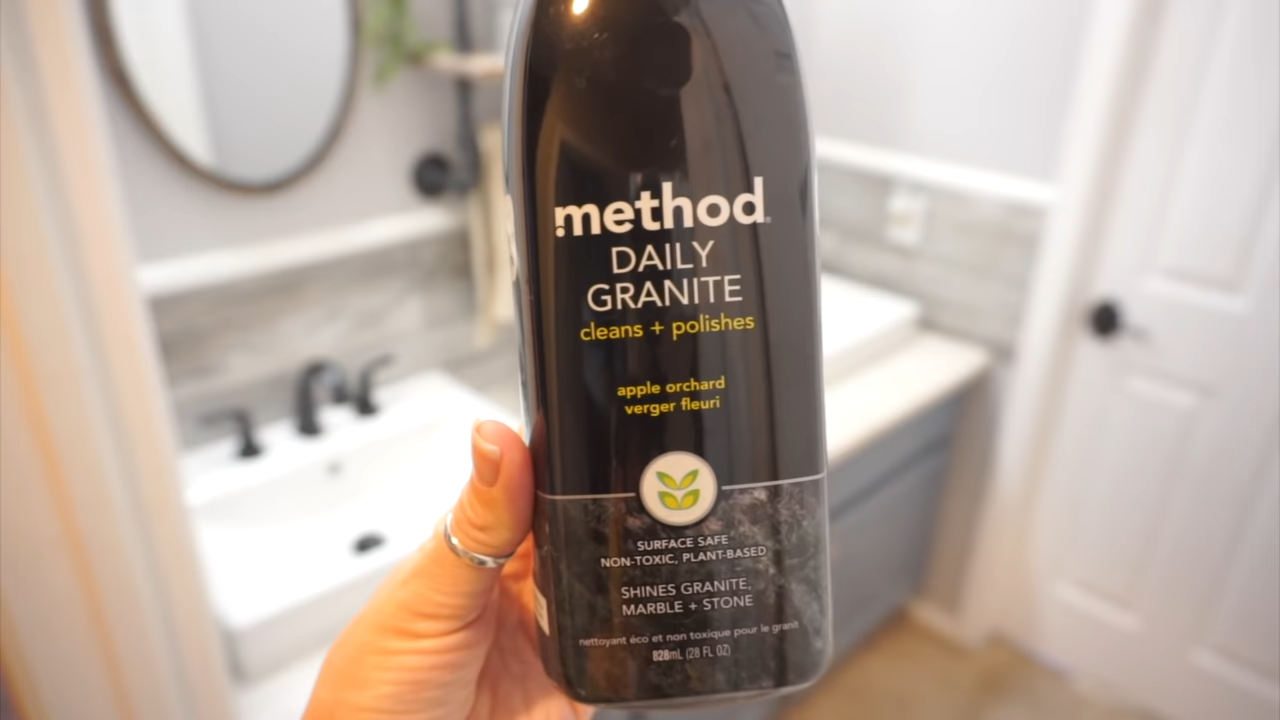 method
DAILY
GRANITE
cleans + polishes
apple orchard
verger fleuri
SURFACE SAFE
NON-TOXIC, PLANT-BASED
SHINES GRANITE,
MARBLE + STONE
nettoyant éco et non toxique pour le granit
828mL (28 FL OZ)